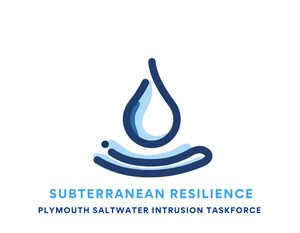 SUBTERRANEAN RESILIENCE
PLYMOUTH SALTWATER INTRUSION TASKFORCE